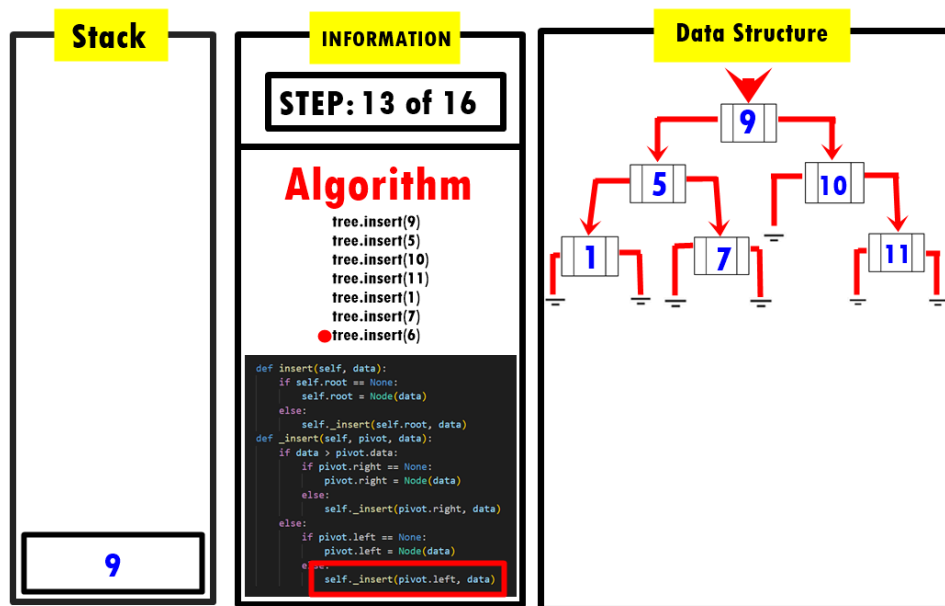 Stack
9
INFORMATION
STEP: 13 of 16
Algorithm
tree.insert(9)
tree.insert(5)
tree.insert(10)
tree.insert(11)
tree.insert(1)
tree.insert(7)
tree.insert(6)
def insert(self, data):
if self.root == None:
self.root = Node(data)
else:
self._insert(self.root, data)
def _insert(self, pivot, data):
if data > pivot.data:
if pivot.right == None:
pivot.right = Node(data)
else:
self._insert(pivot.right, data)
else:
if pivot.left == None:
pivot.left = Node(data)
else:
self._insert(pivot.left, data)
Data Structure
9
5
10
1
7
11